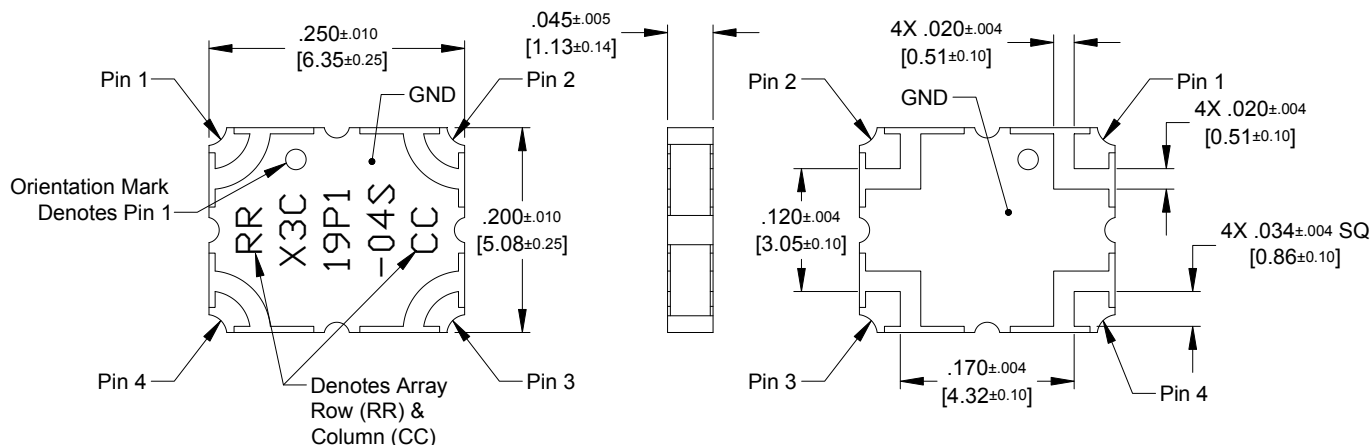 .250±.010
[6.35±0.25]
Pin 1
Pin 2
GND
Orientation Mark
Denotes Pin 1
RR
X3C
19P1
-04S
CC
.200±.010
[5.08±0.25]
Pin 4
Pin 3
Denotes Array
Row (RR) &
Column (CC)
.045±.005
[1.13±0.14]
4X .020±.004
[0.51±0.10]
Pin 2
GND
Pin 1
4X .020±.004
[0.51±0.10]
.120±.004
[3.05±0.10]
4X .034±.004 SQ
[0.86±0.10]
Pin 3
.170±.004
[4.32±0.10]
Pin 4